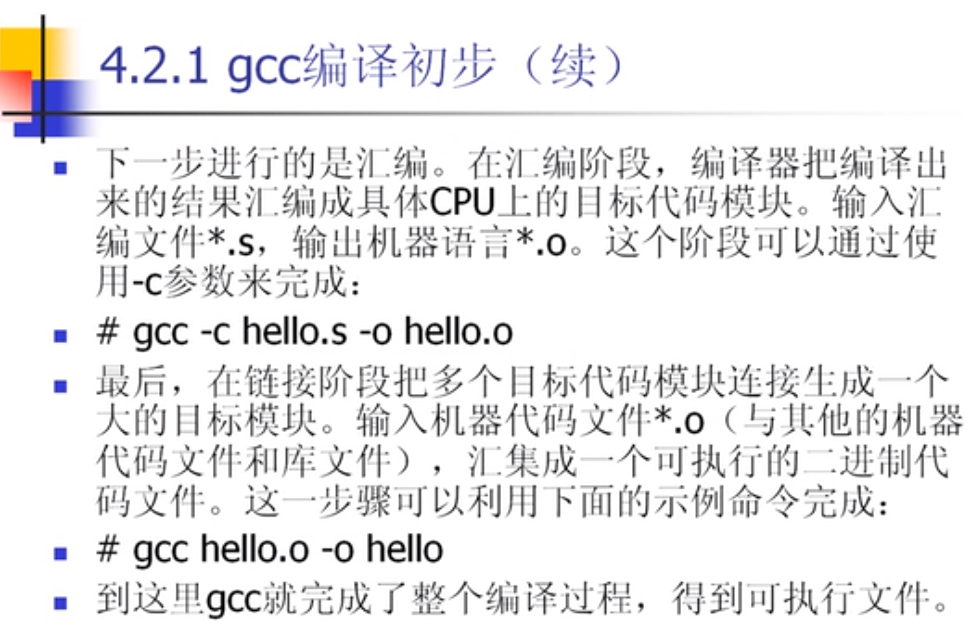 4.2.1 gcc编译初步（续）
下一步进行的是汇编。在汇编阶段，编译器把编译出
来的结果汇编成具体CPU上的目标代码模块。输入汇
编文件*.s，输出机器语言*.o。这个阶段可以通过使
用-c参数来完成：
# gcc -c hello.s -o hello.o
最后，在链接阶段把多个目标代码模块连接生成一个
大的目标模块。输入机器代码文件*.o（与其他的机器
代码文件和库文件），汇集成一个可执行的二进制代
码文件。这一步骤可以利用下面的示例命令完成：
# gcc hello.o -o hello
到这里gcc就完成了整个编译过程，得到可执行文件。